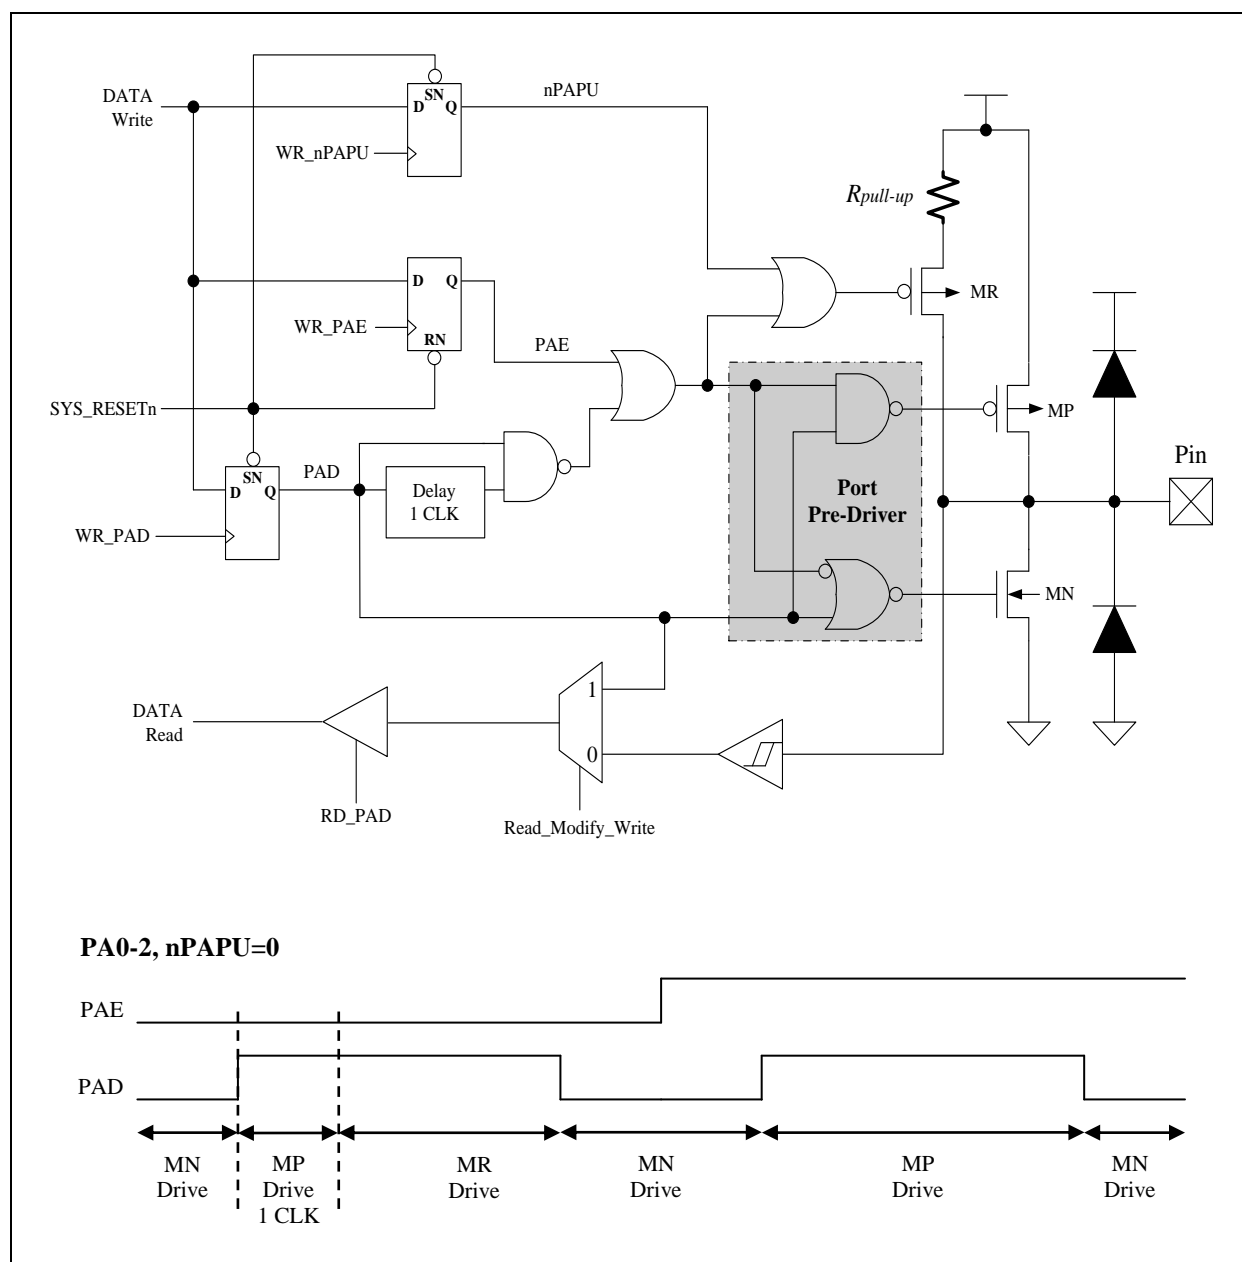 DATA
Write
D
SN
Q
nPAPU
WR_nPAPU
Rpull-up
MR
D
Q
WR_PAE
RN
PAE
SYS_RESETn
MP
D
SN
Q
PAD
WR_PAD
Delay
1 CLK
Port
Pre-Driver
Pin
MN
DATA
Read
1
0
RD_PAD
Read_Modify_Write
PA0-2, nPAPU=0
PAE
PAD
MN
Drive
MP
Drive
1 CLK
MR
Drive
MN
Drive
MP
Drive
MN
Drive